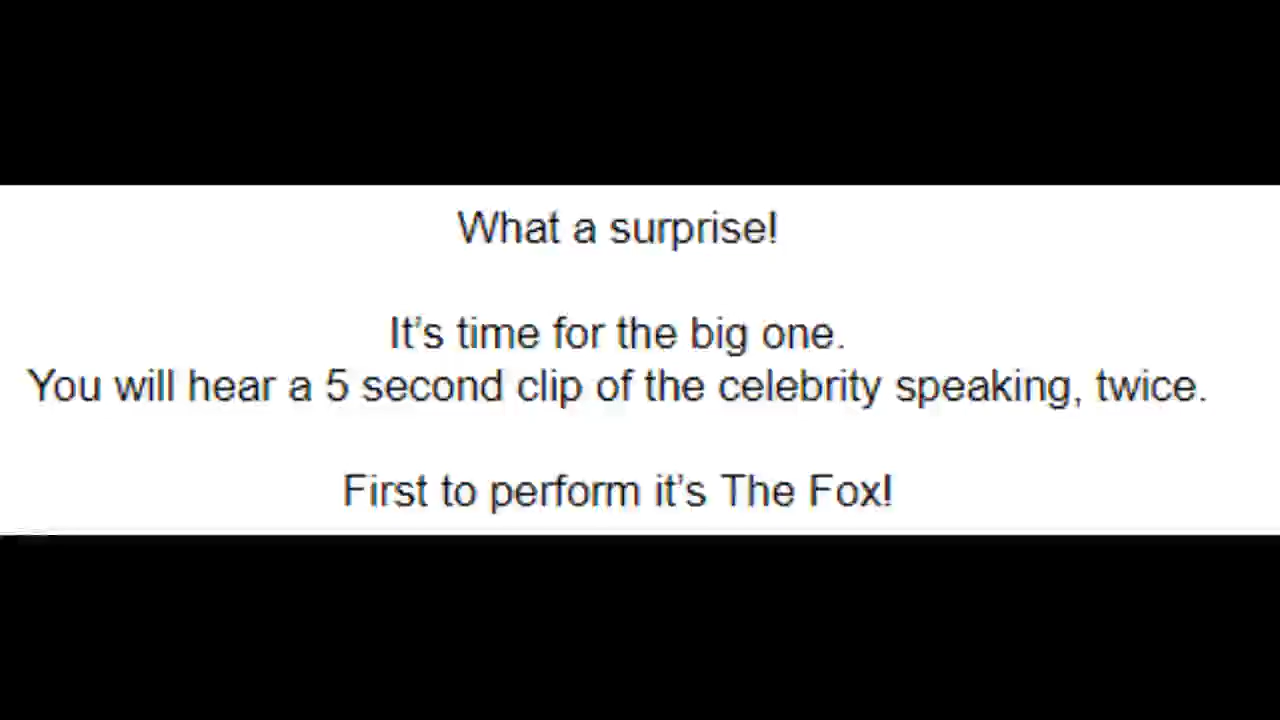 What a surprise!
It’s time for the big one.
You will hear a 5 second clip of the celebrity speaking, twice.
First to perform it’s The Fox!